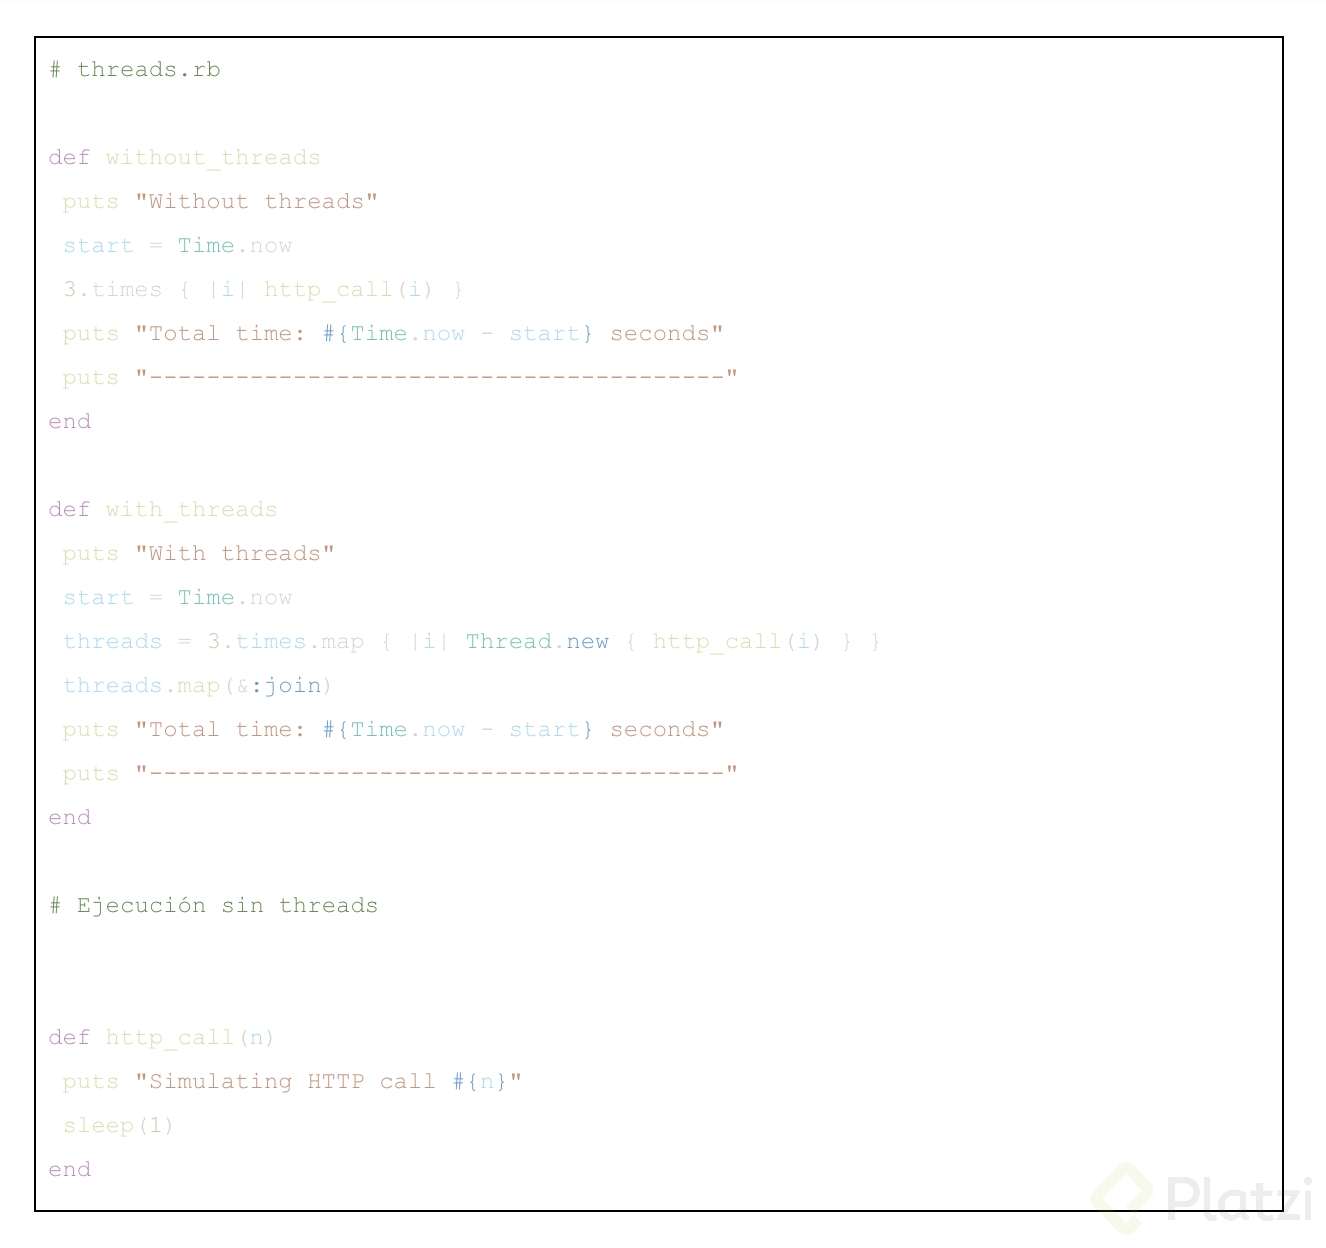 # threads.rb
def without_threads
puts "Without threads"
start = Time.now
3.times { |i| http_call(i) }
puts "Total time: #{Time.now - start} seconds"
puts "----------------------------------------"
end
def with_threads
puts "With threads"
start = Time.now
threads = 3.times.map { |i| Thread.new { http_call(i) } }
threads.map(&:join)
puts "Total time: #{Time.now - start} seconds"
puts "----------------------------------------"
end
# Ejecución sin threads
def http_call(n)
puts "Simulating HTTP call #{n}"
sleep(1)
end
Platzi